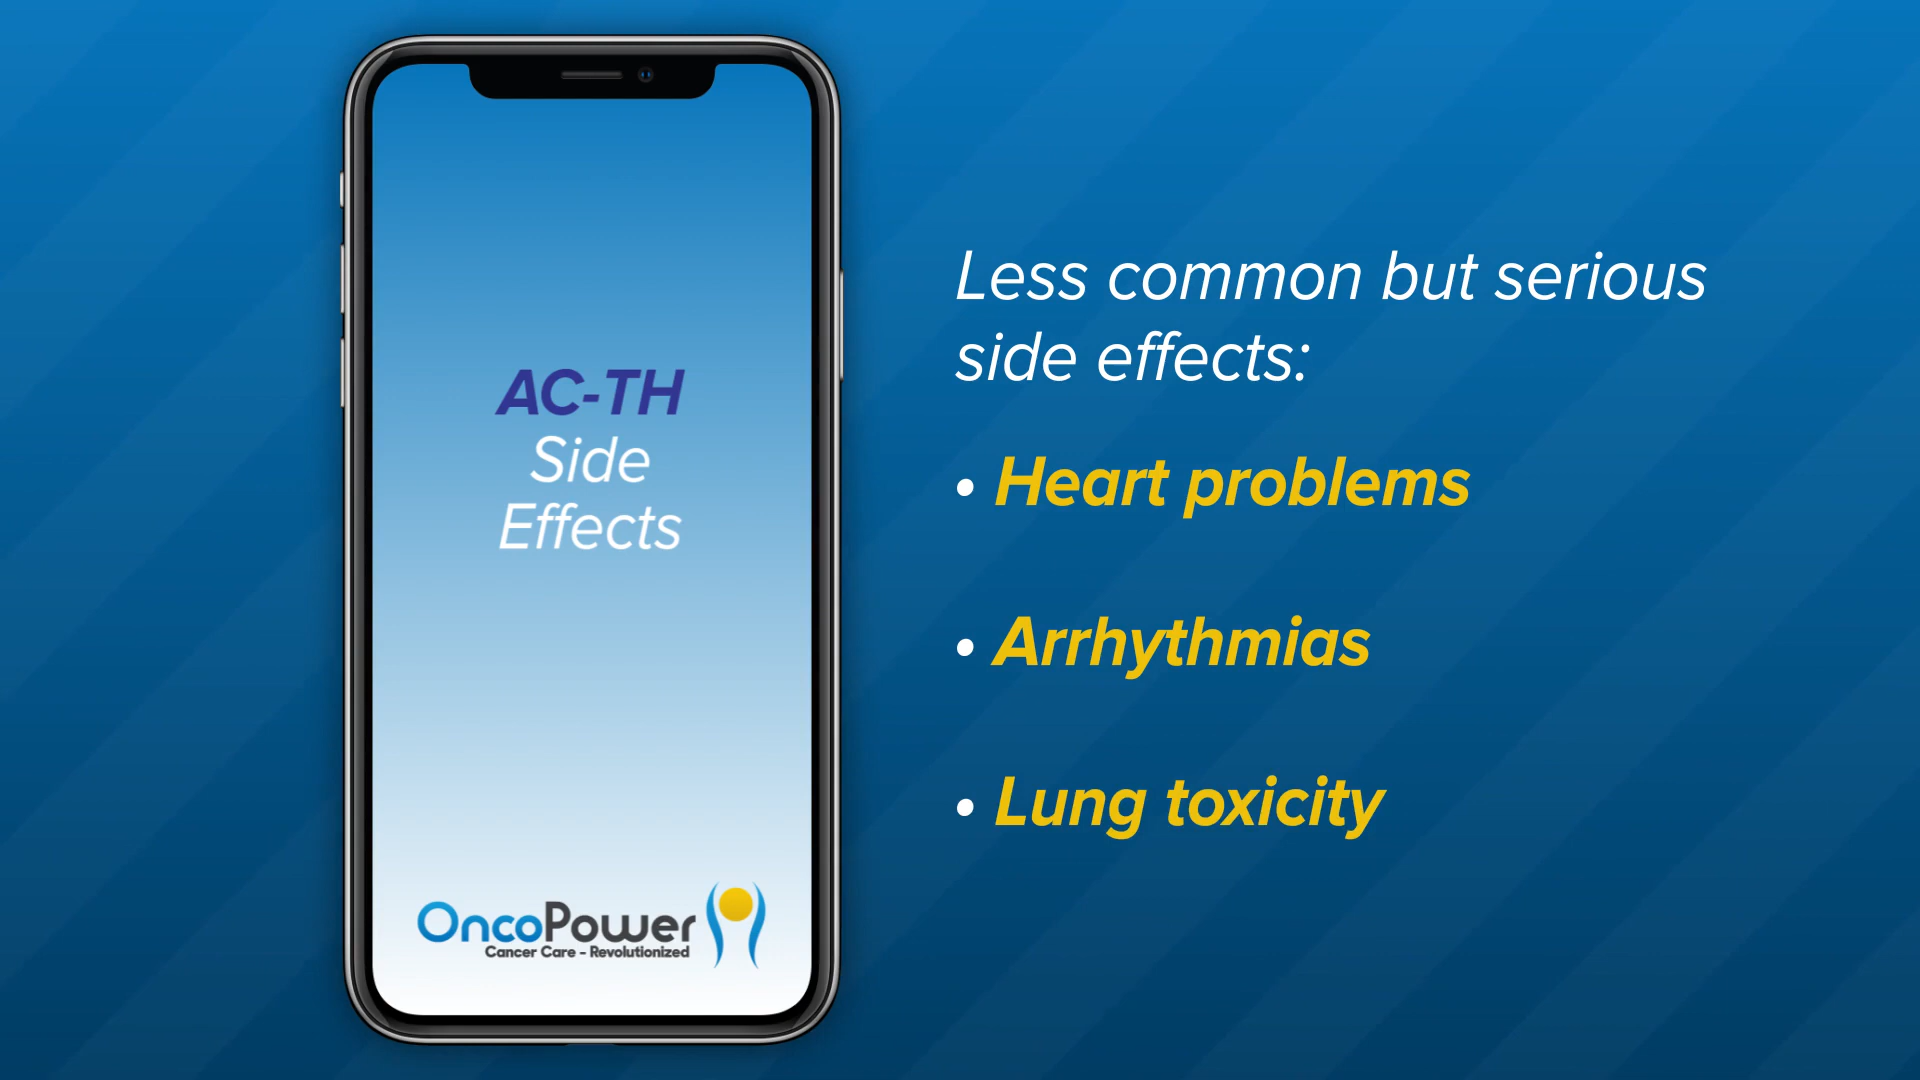 AC-TH
Side
Effects
OncoPower
Cancer Care - Revolutionized
Less common but serious
side effects:
• Heart problems
• Arrhythmias
• Lung toxicity